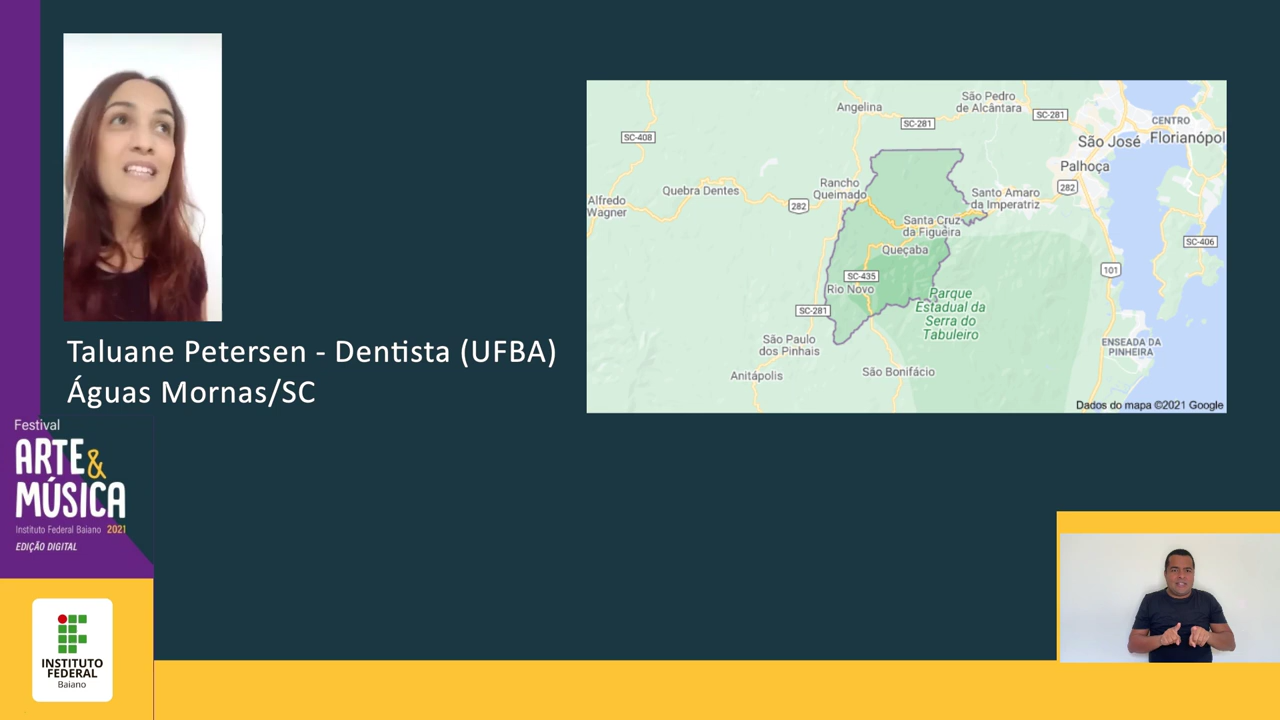 Taluane Petersen - Dentista (UFBA)
Águas Mornas/SC
Angelina
São Pedro
de Alcântara
SC-281
SC-281
SC-408
CENTRO
São José
Florianópol
Palhoça
Quebra Dentes
Rancho
Queimado
282
282
Santo Amaro
da Imperatriz
Alfredo
Wagner
Santa Cruz
da Figueira
Queçaba
SC-406
101
SC-435
Rio Novo
Parque
Estadual da
Serra do
Tabuleiro
SC-281
São Paulo
dos Pinhais
ENSEADA DA
PINHEIRA
Anitápolis
São Bonifácio
Dados do mapa ©2021 Google
Festival
ARTE &
MÚSICA
Instituto Federal Baiano 2021
EDIÇÃO DIGITAL
INSTITUTO
FEDERAL
Baiano